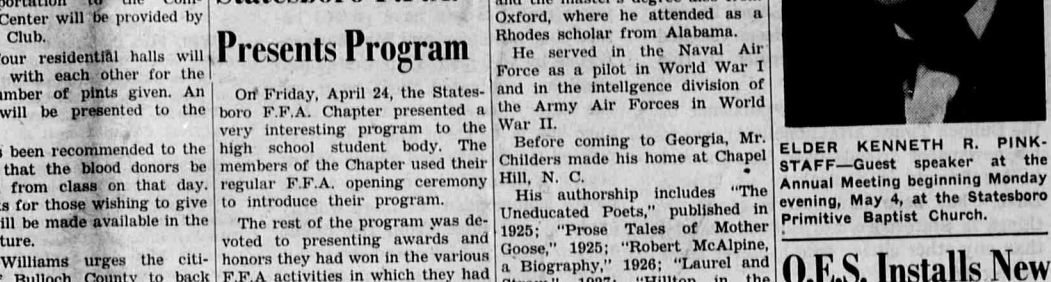 Center will be provided by
Club.
our residential halls will
with each other for the
number of pints given. An
will be presented to the
been recommended to the
that the blood donors be
from class on that day.
for those wishing to give
will be made available in the
ture.
Williams urges the citi-
Bulloch County to back
Presents Program
On Friday, April 24, the States-
boro F.F.A. Chapter presented a
very interesting program to the
high school student body. The
members of the Chapter used their
regular F.F.A. opening ceremony
to introduce their program.
The rest of the program was de-
voted to presenting awards and
honors they had won in the various
F.F.A activities in which they had
Oxford, where he attended as a
Rhodes scholar from Alabama.
He served in the Naval Air
Force as a pilot in World War I
and in the intellgence division of
the Army Air Forces in World
War II.
Before coming to Georgia, Mr.
Childers made his home at Chapel
Hill, N. C.
His authorship includes "The
Uneducated Poets," published in
1925; "Prose Tales of Mother
Goose," 1925; "Robert McAlpine,
a Biography," 1926; "Laurel and
ELDER KENNETH R. PINK-
STAFF—Guest speaker at the
Annual Meeting beginning Monday
evening, May 4, at the Statesboro
Primitive Baptist Church.
O.E.S. Installs New